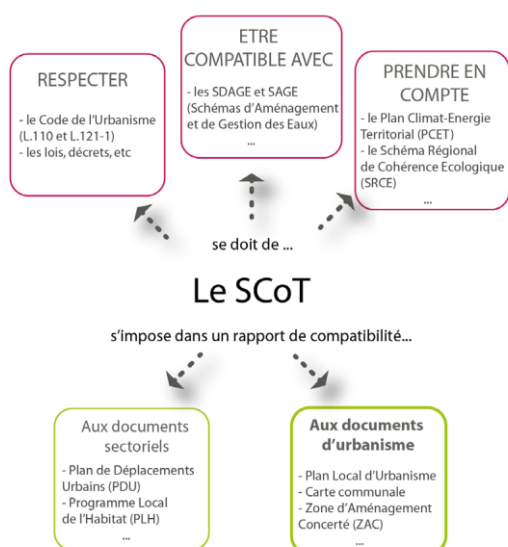 RESPECTER
- le Code de l'Urbanisme
(L.110 et L.121-1)
- les lois, décrets, etc
ETRE
COMPATIBLE AVEC
- les SDAGE et SAGE
(Schémas d'Aménagement
et de Gestion des Eaux)
...
PRENDRE EN
COMPTE
- le Plan Climat-Energie
Territorial (PCET)
- le Schéma Régional
de Cohérence Ecologique
(SRCE)
...
se doit de ...
Le SCoT
s'impose dans un rapport de compatibilité...
Aux documents
sectoriels
- Plan de Déplacements
Urbains (PDU)
- Programme Local
de l'Habitat (PLH)
...
Aux documents
d'urbanisme
- Plan Local d'Urbanisme
- Carte communale
- Zone d'Aménagement
Concerté (ZAC)
...